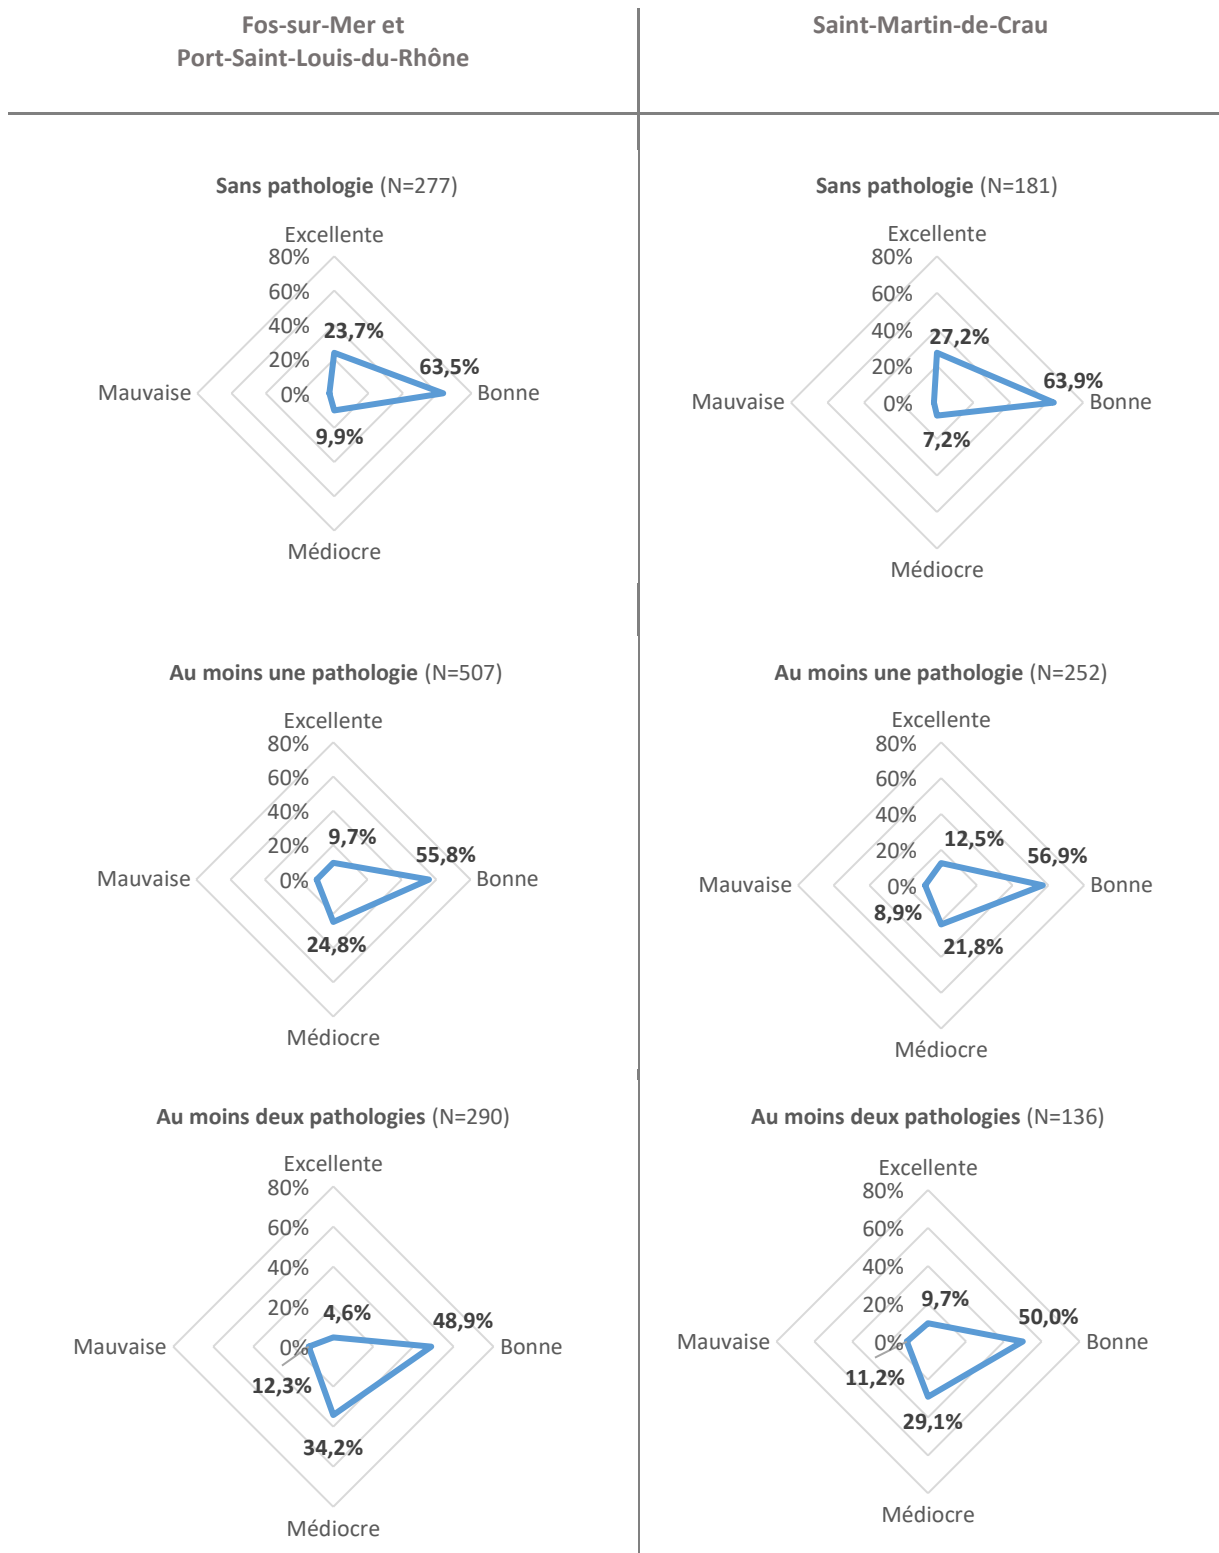 Fos-sur-Mer et
Port-Saint-Louis-du-Rhône
Saint-Martin-de-Crau
Sans pathologie (N=277)
Excellente
80%
60%
40%
20%
0%
23,7%
63,5%
9,9%
Mauvaise
Bonne
Médiocre
Sans pathologie (N=181)
Excellente
80%
60%
40%
20%
0%
27,2%
63,9%
7,2%
Mauvaise
Bonne
Médiocre
Au moins une pathologie (N=507)
Excellente
80%
60%
40%
20%
0%
9,7%
55,8%
24,8%
Mauvaise
Bonne
Médiocre
Au moins une pathologie (N=252)
Excellente
80%
60%
40%
20%
0%
12,5%
56,9%
8,9%
21,8%
Mauvaise
Bonne
Médiocre
Au moins deux pathologies (N=290)
Excellente
80%
60%
40%
20%
0%
4,6%
48,9%
12,3%
34,2%
Mauvaise
Bonne
Médiocre
Au moins deux pathologies (N=136)
Excellente
80%
60%
40%
20%
0%
9,7%
50,0%
11,2%
29,1%
Mauvaise
Bonne
Médiocre